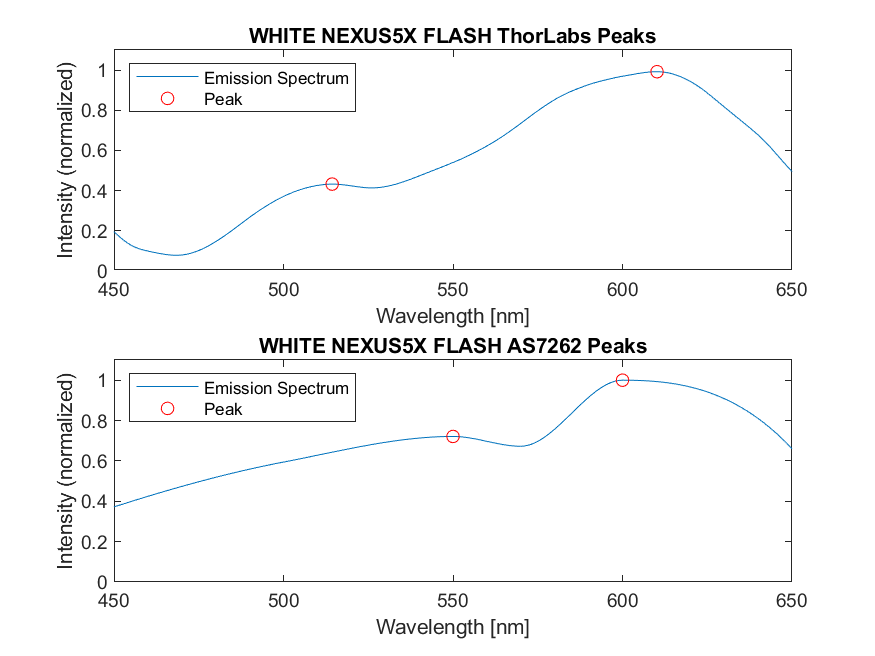 WHITE NEXUS5X FLASH ThorLabs Peaks
Emission Spectrum
Peak
Intensity (normalized)
1
0.8
0.6
0.4
0.2
0
450
500
550
600
650
Wavelength [nm]
WHITE NEXUS5X FLASH AS7262 Peaks
Emission Spectrum
Peak
Intensity (normalized)
1
0.8
0.6
0.4
0.2
0
450
500
550
600
650
Wavelength [nm]